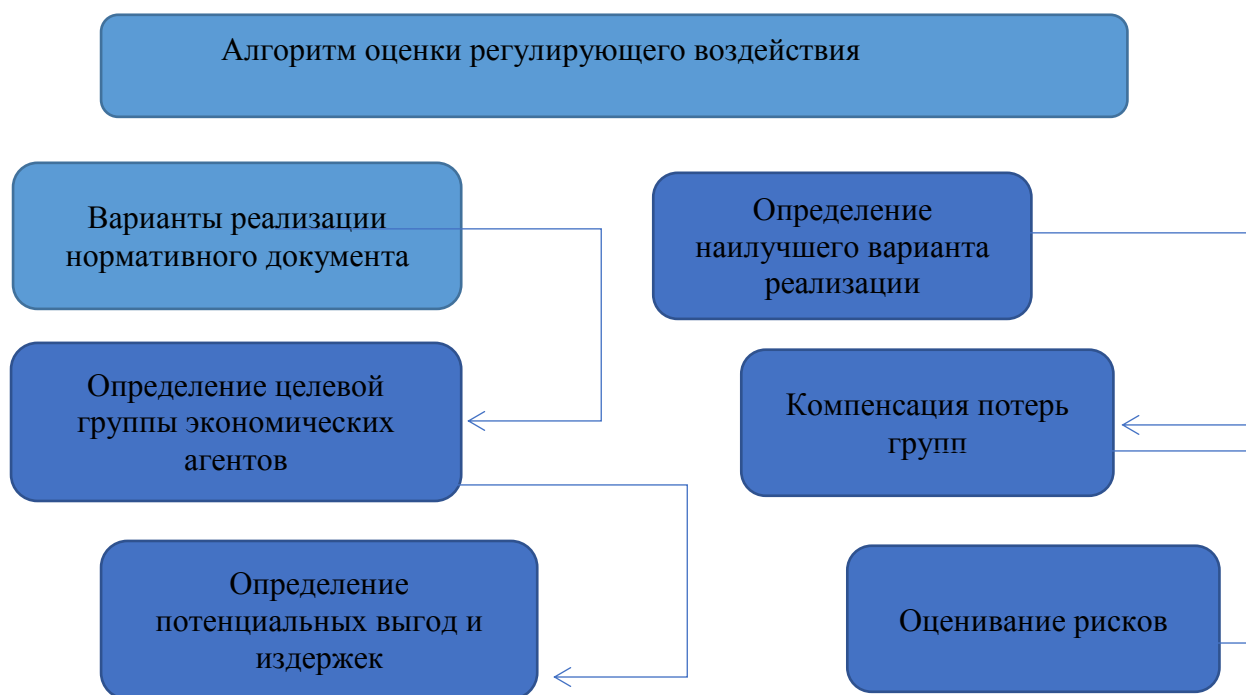 Алгоритм оценки регулирующего воздействия
Варианты реализации
нормативного документа
Определение целевой
группы экономических
агентов
Определение
потенциальных выгод и
издержек
Определение
наилучшего варианта
реализации
Компенсация потерь
групп
Оценивание рисков